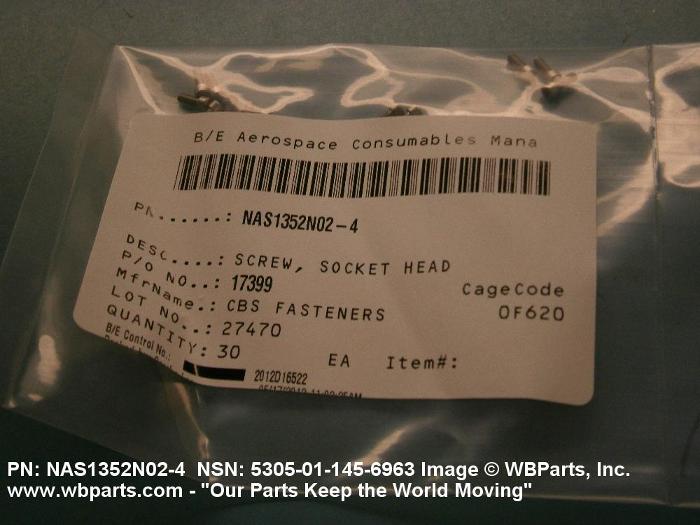 B/E Aerospace Consumables Mana
PN......: NAS1352N02-4
DESC....: SCREW, SOCKET HEAD
P/O NO..: 17399
CageCode
MfrName.: CBS FASTENERS
0F620
LOT NO..: 27470
QUANTITY: 30
EA Item#:
B/E Control No.:
2012D16522
PN: NAS1352N02-4 NSN: 5305-01-145-6963 Image © WBParts, Inc.
www.wbparts.com - "Our Parts Keep the World Moving"